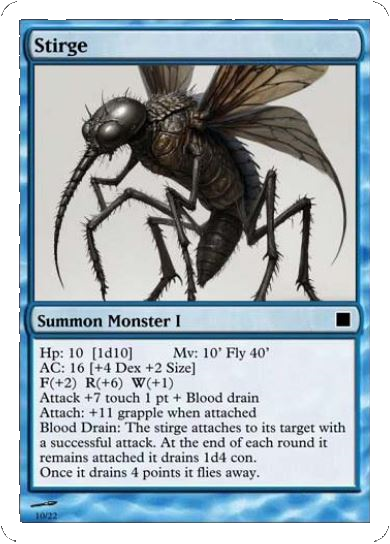 Stirge
Summon Monster I
Hp: 10 [1d10] Mv: 10' Fly 40'
AC: 16 [+4 Dex +2 Size]
F(+2) R(+6) W(+1)
Attack +7 touch 1 pt + Blood drain
Attach: +11 grapple when attached
Blood Drain: The stirge attaches to its target with
a successful attack. At the end of each round it
remains attached it drains 1d4 con.
Once it drains 4 points it flies away.
10/22